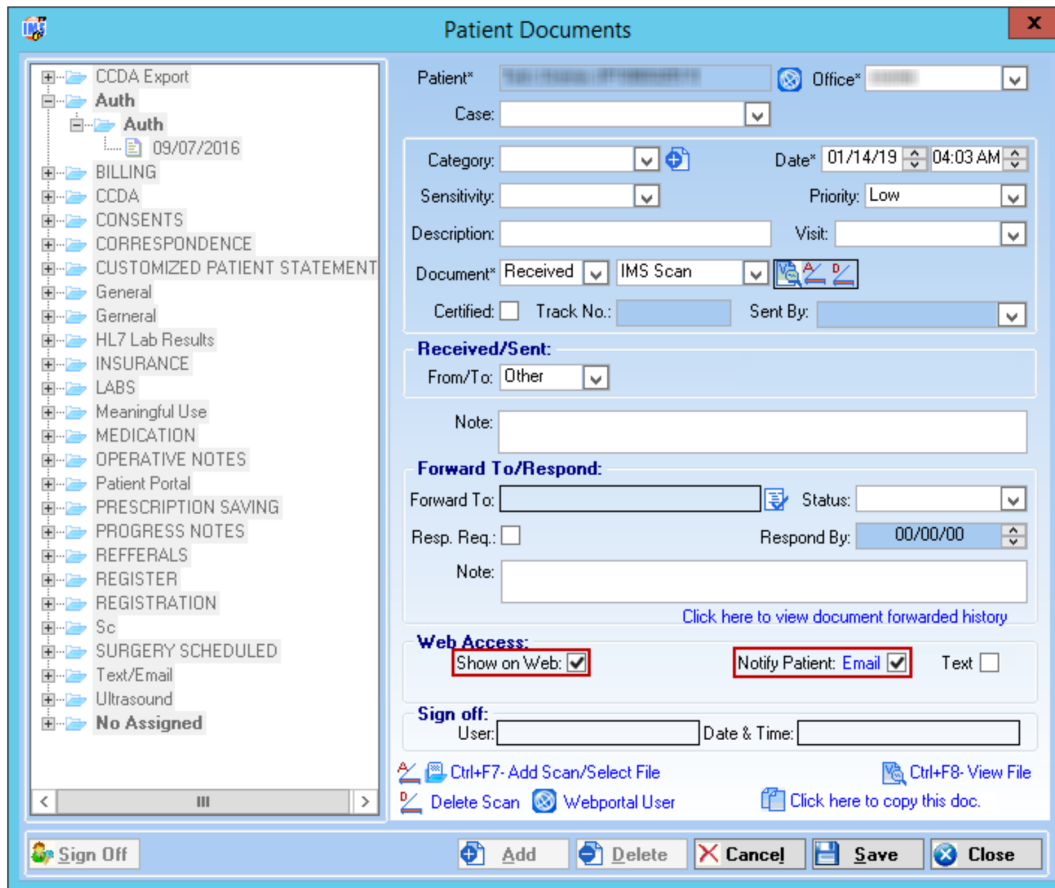 IMS
Patient Documents
x
CCDA Export
Auth
Auth
09/07/2016
BILLING
CCDA
CONSENTS
CORRESPONDENCE
CUSTOMIZED PATIENT STATEMENT
General
Gerneral
HL7 Lab Results
INSURANCE
LABS
Meaningful Use
MEDICATION
OPERATIVE NOTES
Patient Portal
PRESCRIPTION SAVING
PROGRESS NOTES
REFFERALS
REGISTER
REGISTRATION
Sc
SURGERY SCHEDULED
Text/Email
Ultrasound
No Assigned
Patient* Office*
Case:
Category: Date* 01/14/19 04:03 AM
Sensitivity: Priority: Low
Description: Visit:
Document* Received IMS Scan A D
Certified: Track No.: Sent By:
Received/Sent:
From/To: Other
Note:
Forward To/Respond:
Forward To: Status:
Resp. Req.: Respond By: 00/00/00
Note:
Click here to view document forwarded history
Web Access:
Show on Web: Notify Patient: Email Text
Sign off:
User: Date & Time:
A Ctrl+F7- Add Scan/Select File Ctrl+F8- View File
D Delete Scan Webportal User Click here to copy this doc.
Sign Off Add Delete Cancel Save Close